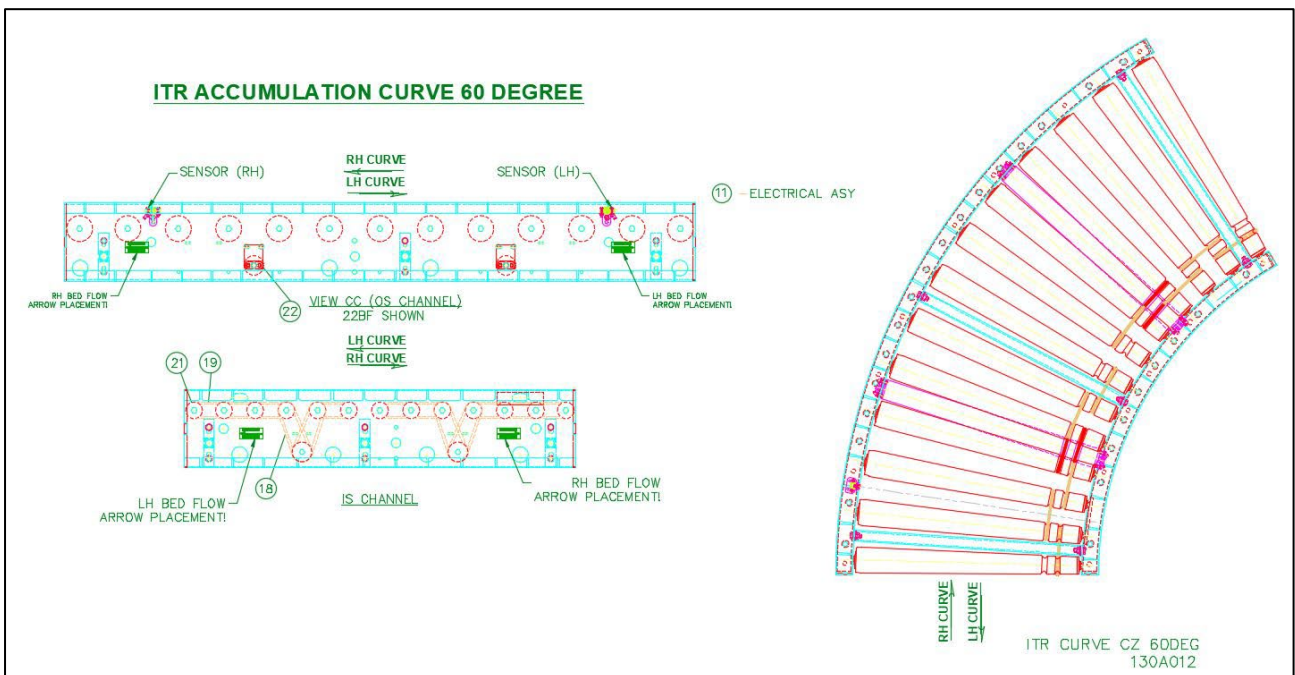 ITR ACCUMULATION CURVE 60 DEGREE
RH CURVE
LH CURVE
SENSOR (RH)
SENSOR (LH)
11 - ELECTRICAL ASY
RH BED FLOW
ARROW PLACEMENT!
22
VIEW CC (OS CHANNEL)
22BF SHOWN
LH BED FLOW
ARROW PLACEMENT!
LH CURVE
RH CURVE
21
19
18
LH BED FLOW
ARROW PLACEMENT!
IS CHANNEL
RH BED FLOW
ARROW PLACEMENT!
RH CURVE
LH CURVE
ITR CURVE CZ 60DEG
130A012